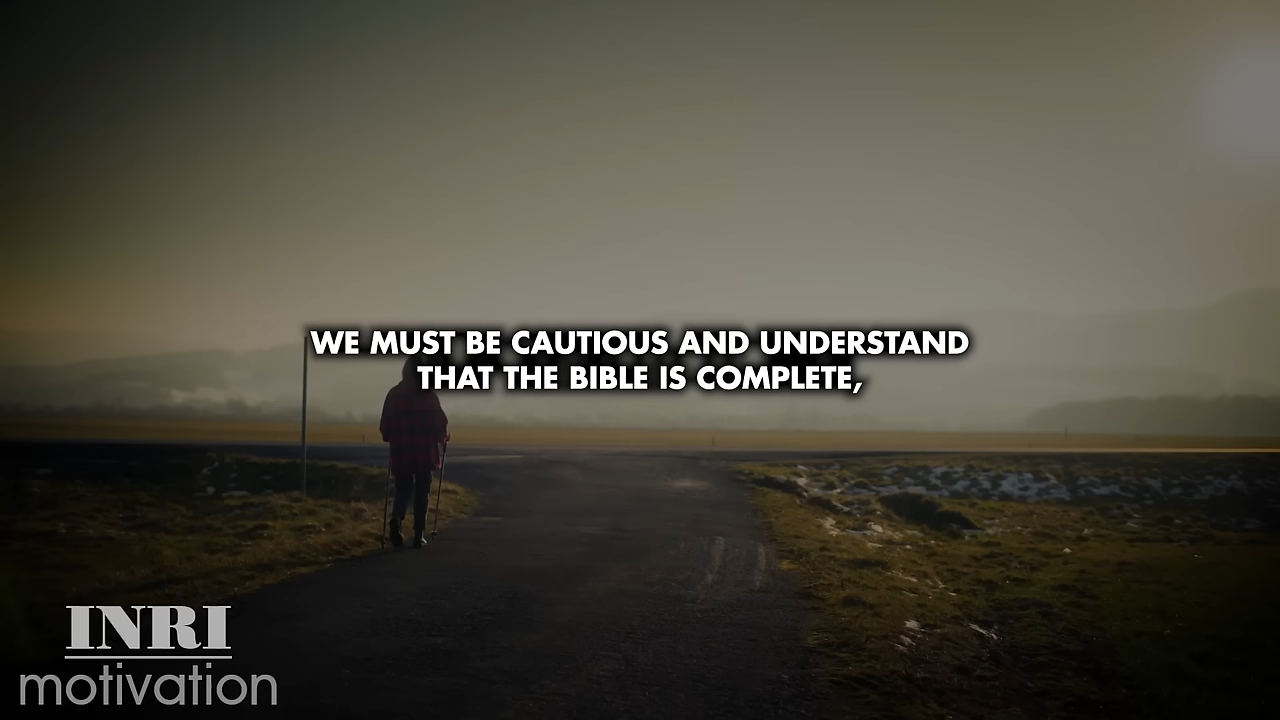 WE MUST BE CAUTIOUS AND UNDERSTAND
THAT THE BIBLE IS COMPLETE,
INRI
motivation